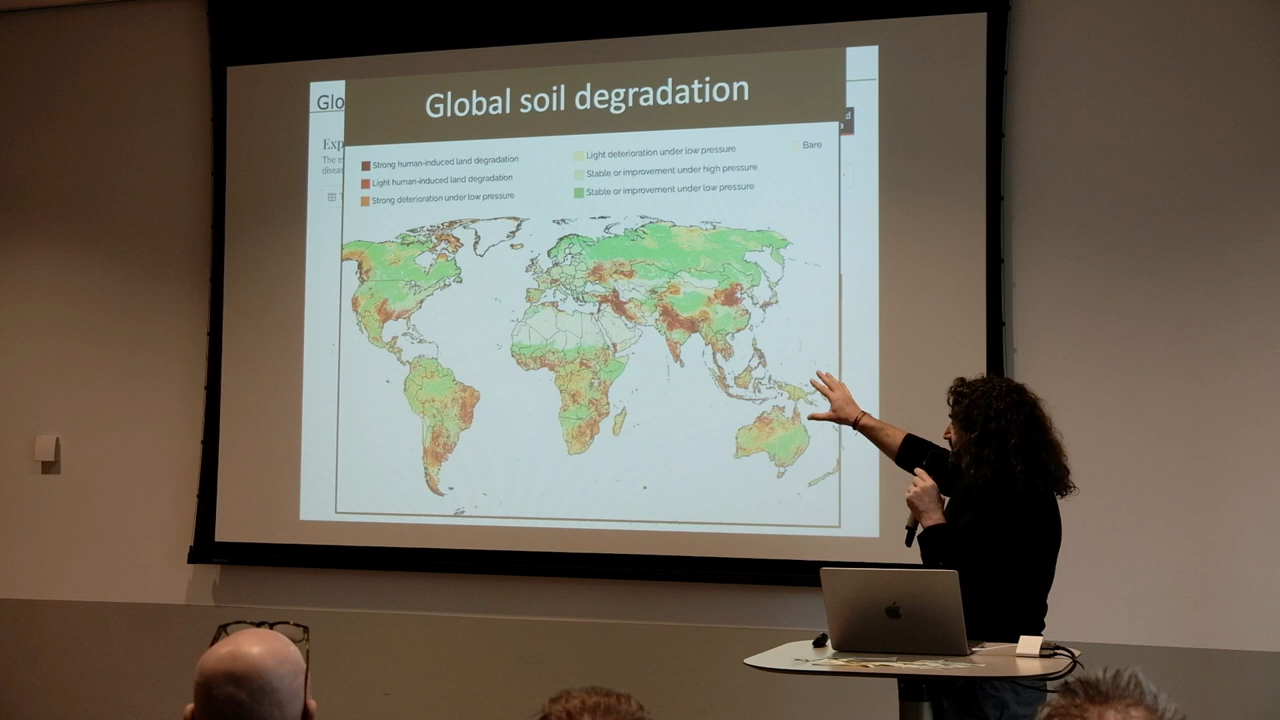 Global soil degradation
Glo
Exp
The e
diseas
Strong human-induced land degradation
Light human-induced land degradation
Strong deterioration under low pressure
Light deterioration under low pressure
Stable or improvement under high pressure
Stable or improvement under low pressure
Bare
d